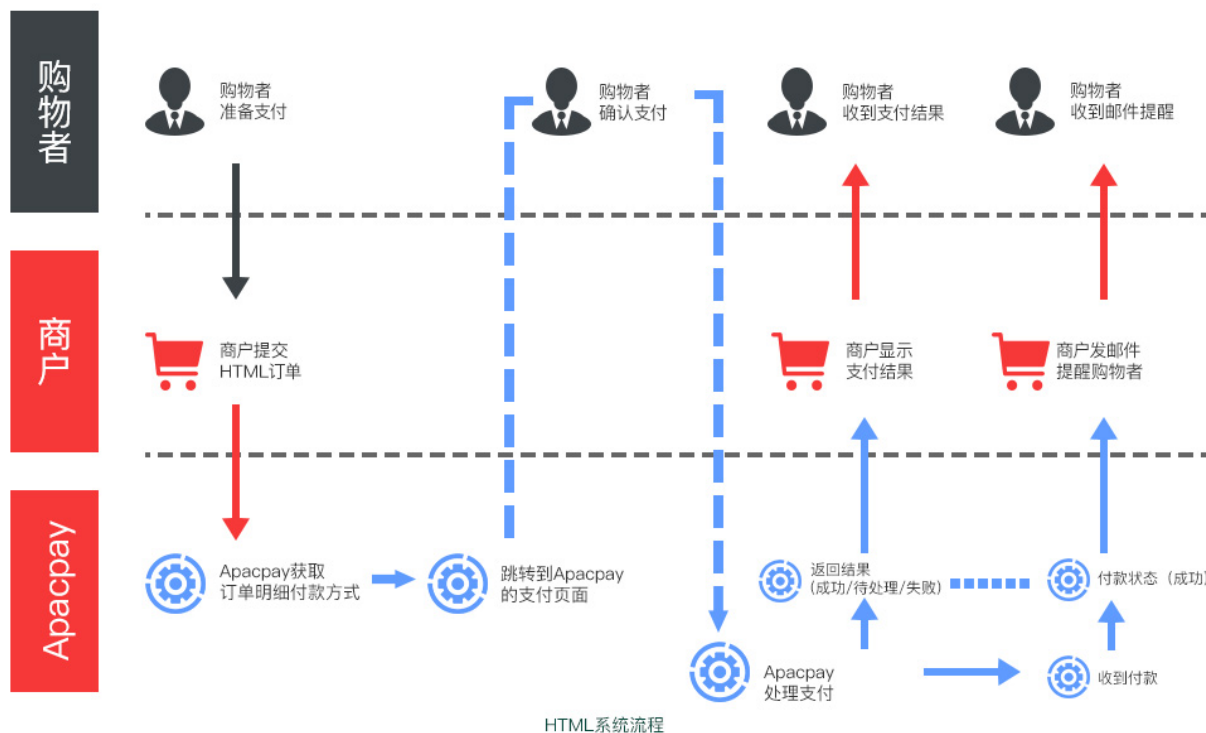 购物者
购物者
准备支付
购物者
确认支付
购物者
收到支付结果
购物者
收到邮件提醒
商户
商户提交
HTML订单
商户显示
支付结果
商户发邮件
提醒购物者
Apacpay
Apacpay获取
订单明细付款方式
跳转到Apacpay
的支付页面
返回结果
(成功/待处理/失败)
付款状态（成功）
Apacpay
处理支付
收到付款
HTML系统流程